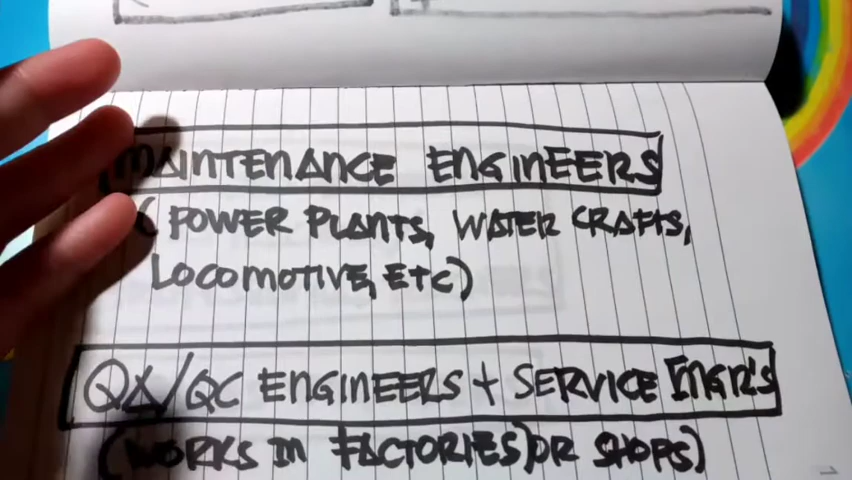 MAINTENANCE ENGINEERS
(POWER PLANTS, WATER CRAFTS,
LOCOMOTIVE, ETC)
QA/QC ENGINEERS + SERVICE ENGR'S
(WORKS IN FACTORIES) OR SHOPS)